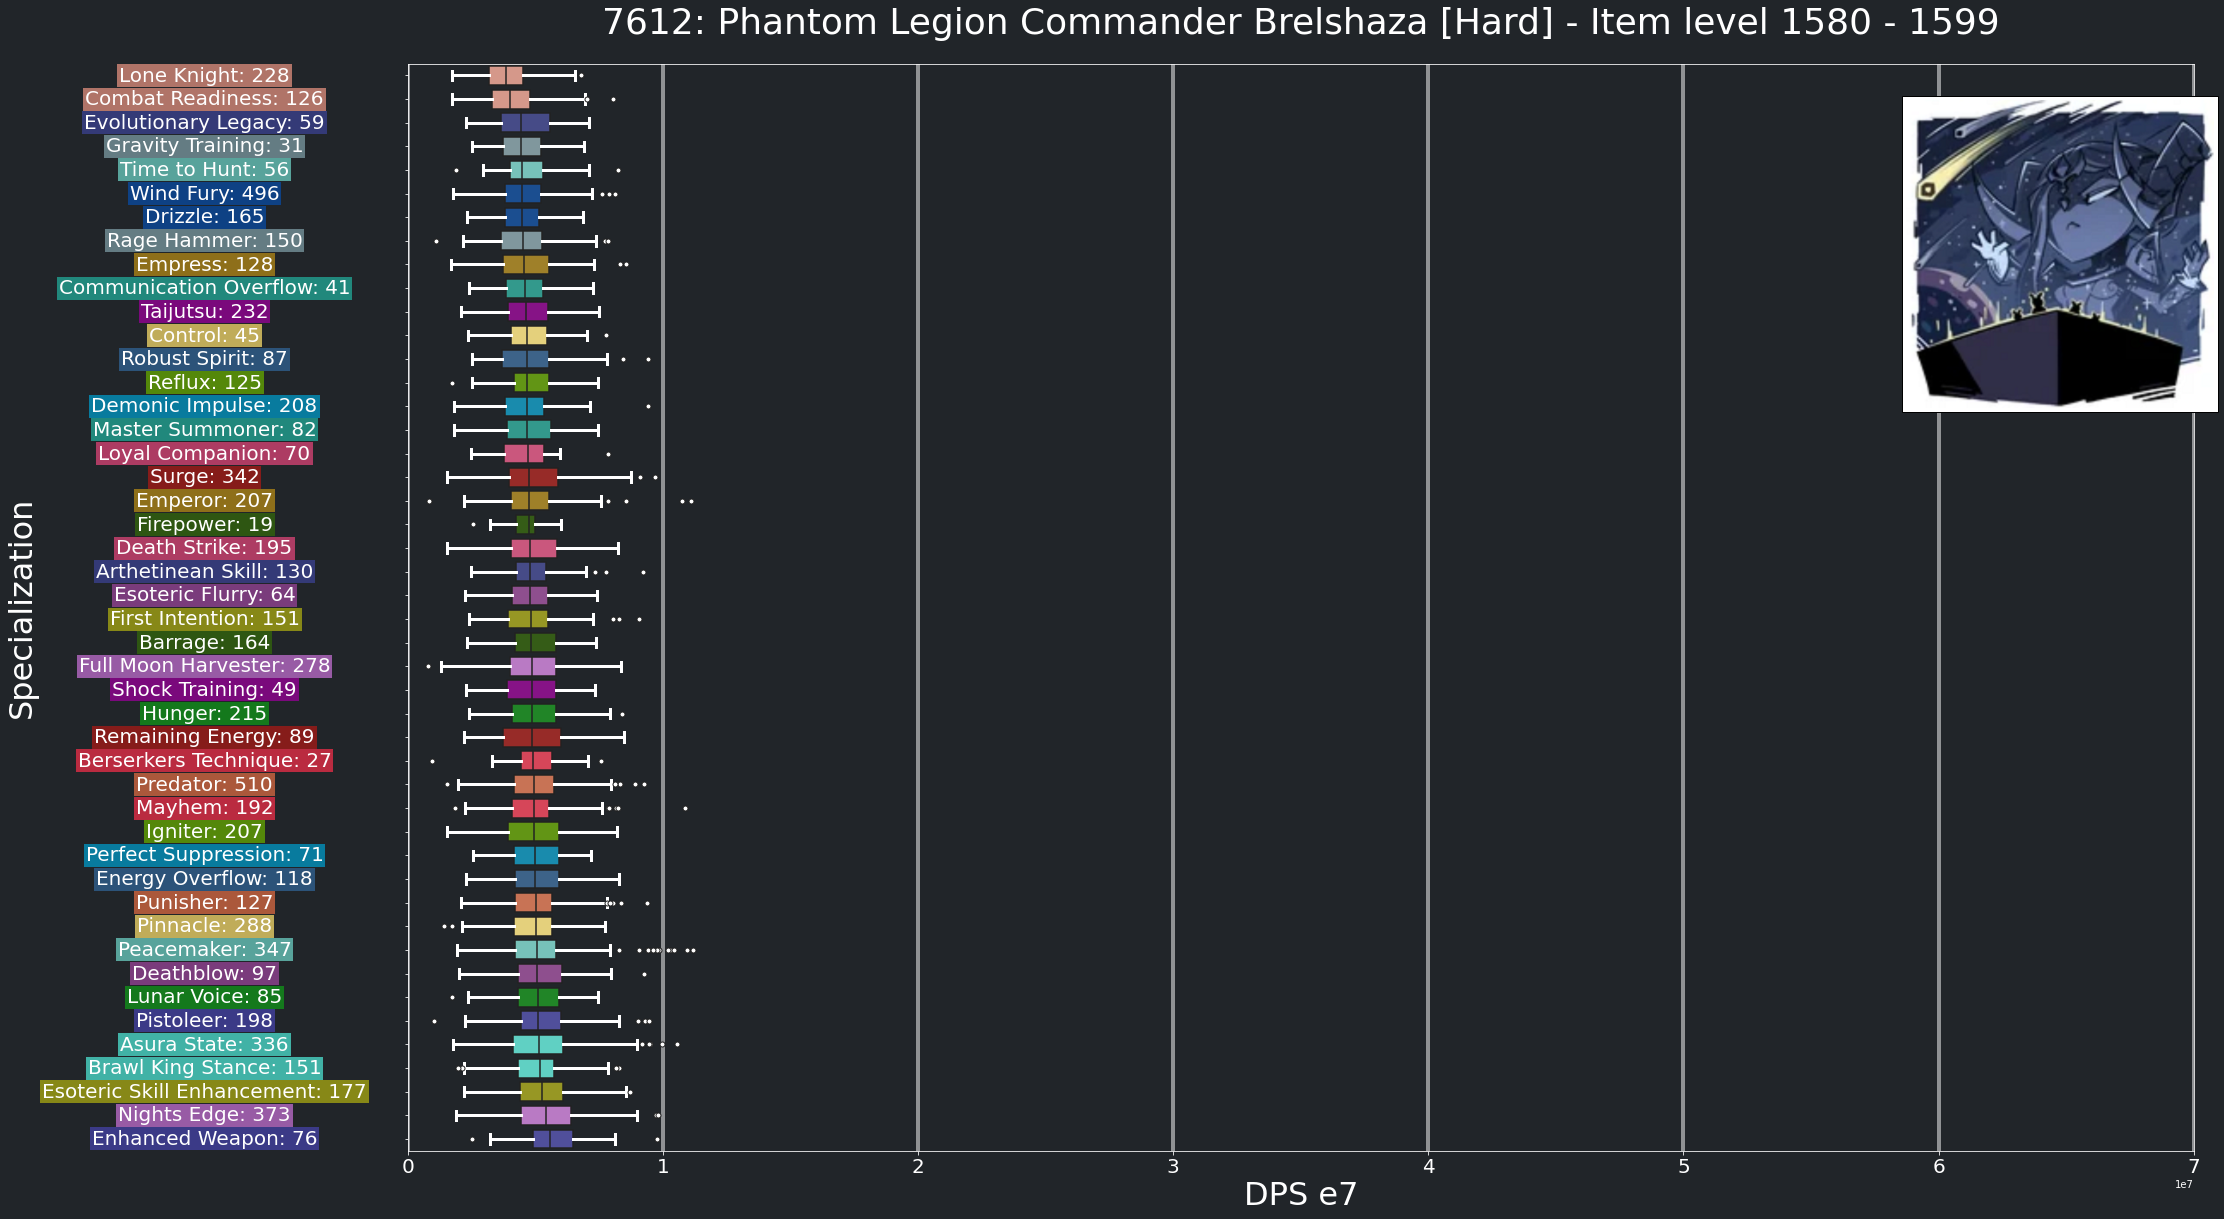 7612: Phantom Legion Commander Brelshaza [Hard] - Item level 1580 - 1599
Lone Knight: 228
Combat Readiness: 126
Evolutionary Legacy: 59
Gravity Training: 31
Time to Hunt: 56
Wind Fury: 496
Drizzle: 165
Rage Hammer: 150
Empress: 128
Communication Overflow: 41
Taijutsu: 232
Control: 45
Robust Spirit: 87
Reflux: 125
Demonic Impulse: 208
Master Summoner: 82
Loyal Companion: 70
Surge: 342
Emperor: 207
Firepower: 19
Death Strike: 195
Arthetinean Skill: 130
Esoteric Flurry: 64
First Intention: 151
Barrage: 164
Full Moon Harvester: 278
Shock Training: 49
Hunger: 215
Remaining Energy: 89
Berserkers Technique: 27
Predator: 510
Mayhem: 192
Igniter: 207
Perfect Suppression: 71
Energy Overflow: 118
Punisher: 127
Pinnacle: 288
Peacemaker: 347
Deathblow: 97
Lunar Voice: 85
Pistoleer: 198
Asura State: 336
Brawl King Stance: 151
Esoteric Skill Enhancement: 177
Nights Edge: 373
Enhanced Weapon: 76
Specialization
0 1 2 3 4 5 6 7
1e7
DPS e7